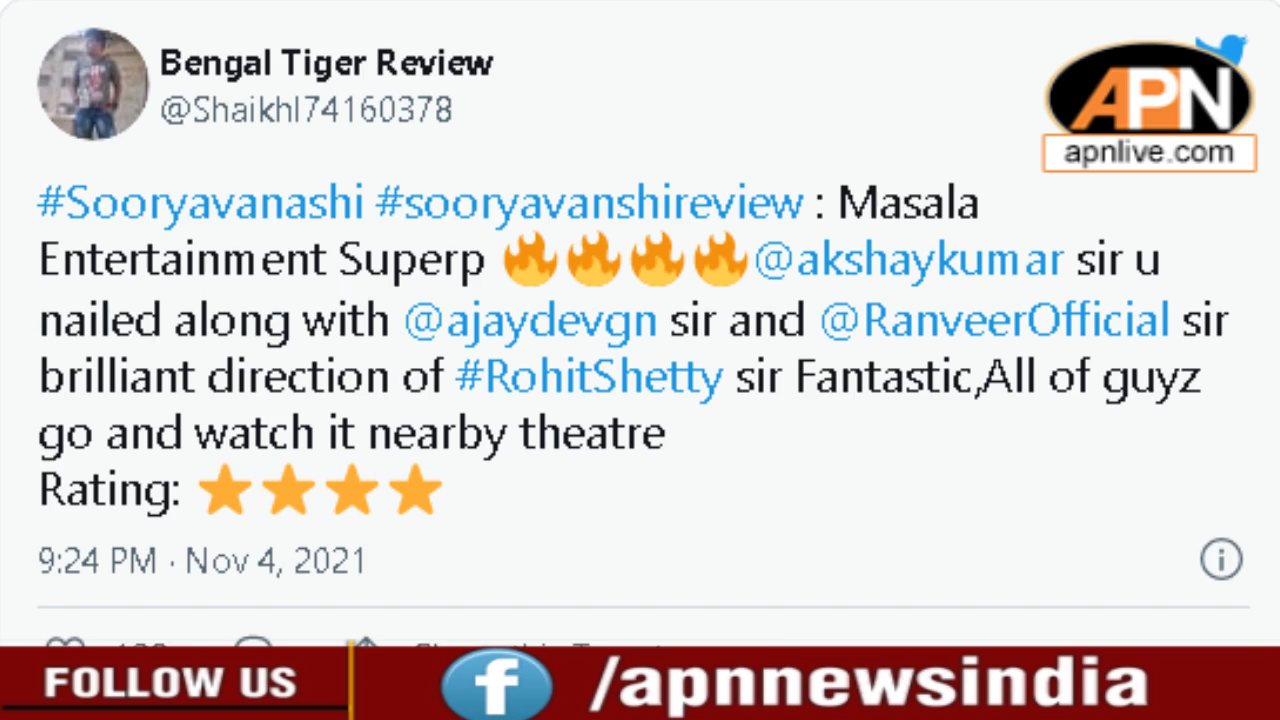 Bengal Tiger Review
@Shaikhl74160378
APN
apnlive.com
#Sooryavanashi #sooryavanshireview : Masala
Entertainment Superp 🔥🔥🔥🔥@akshaykumar sir u
nailed along with @ajaydevgn sir and @RanveerOfficial sir
brilliant direction of #RohitShetty sir Fantastic,All of guyz
go and watch it nearby theatre
Rating: ⭐⭐⭐⭐
9:24 PM · Nov 4, 2021
FOLLOW US
f /apnnewsindia